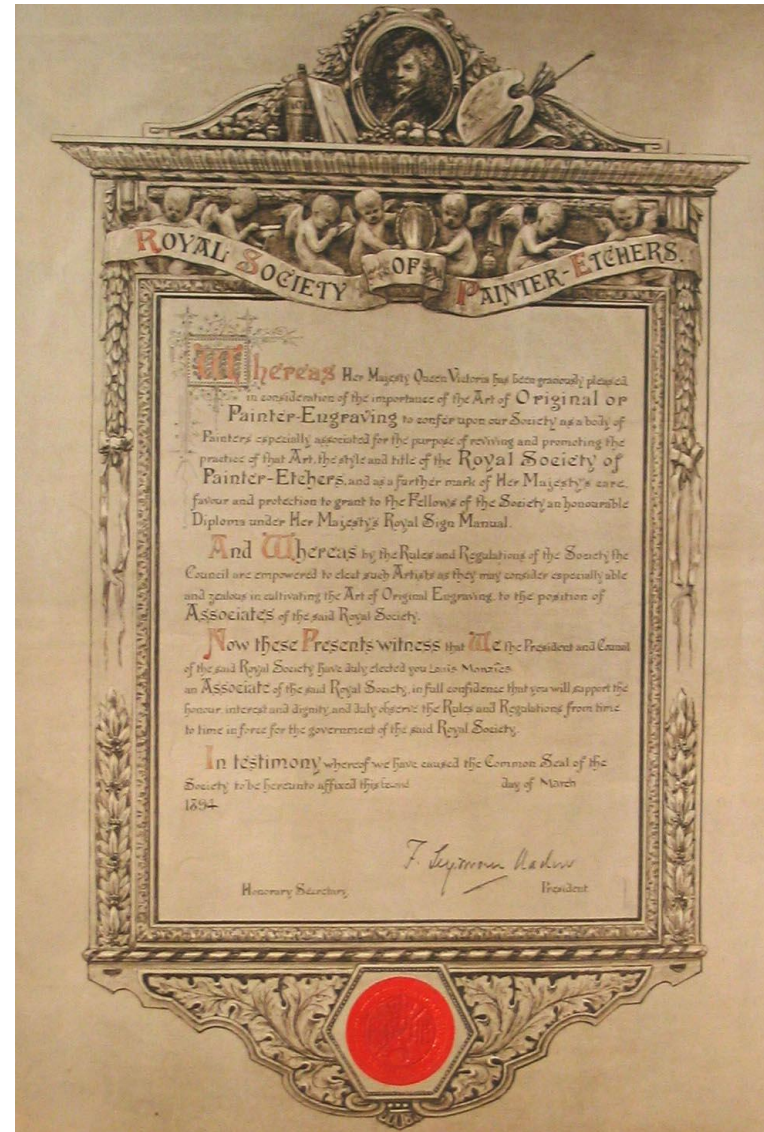 ROYAL SOCIETY OF PAINTER-ETCHERS.
Whereas Her Majesty Queen Victoria has been graciously pleased,
in consideration of the importance of the Art of Original or
Painter-Engraving to confer upon our Society as a body of
Painters especially associated for the purpose of reviving and promoting the
practice of that Art, the style and title of the Royal Society of
Painter-Etchers, and as a further mark of Her Majesty's care,
favour and protection to grant to the Fellows of the Society an honourable
Diploma under Her Majesty's Royal Sign Manual.
And Whereas by the Rules and Regulations of the Society the
Council are empowered to elect such Artists as they may consider especially able
and zealous in cultivating the Art of Original Engraving, to the position of
Associates of the said Royal Society.
Now these Presents witness that We the President and Council
of the said Royal Society have duly elected you Menzies
an Associate of the said Royal Society, in full confidence that you will support the
honour interest and dignity, and duly observe the Rules and Regulations from time
to time in force for the government of the said Royal Society.
In testimony whereof we have caused the Common Seal of the
Society to be hereunto affixed this day of March
1894
F. Seymour Haden
Honorary Secretary President